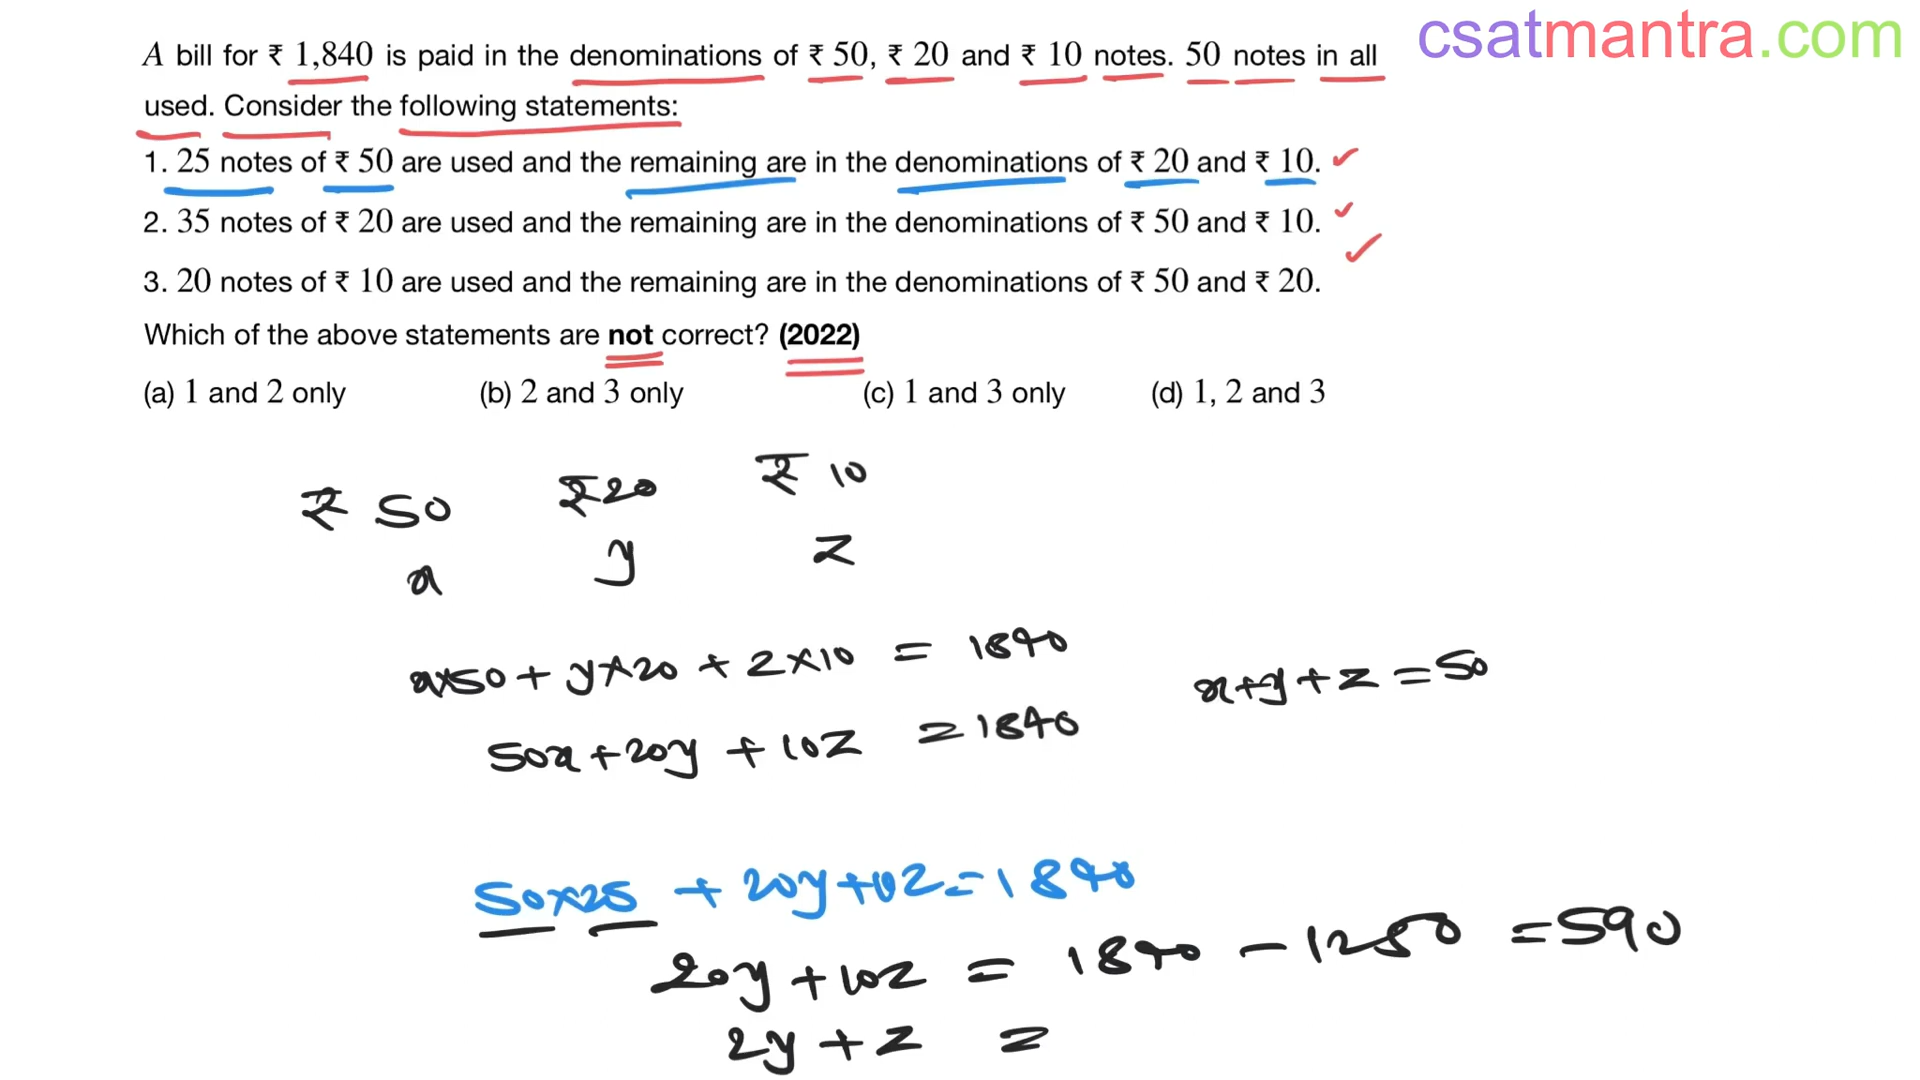 csatmantra.com
A bill for ₹ 1,840 is paid in the denominations of ₹ 50, ₹ 20 and ₹ 10 notes. 50 notes in all
used. Consider the following statements:
1. 25 notes of ₹ 50 are used and the remaining are in the denominations of ₹ 20 and ₹ 10.
2. 35 notes of ₹ 20 are used and the remaining are in the denominations of ₹ 50 and ₹ 10.
3. 20 notes of ₹ 10 are used and the remaining are in the denominations of ₹ 50 and ₹ 20.
Which of the above statements are not correct? (2022)
(a) 1 and 2 only (b) 2 and 3 only (c) 1 and 3 only (d) 1, 2 and 3
₹ 50 ₹20 ₹ 10
x y z
x×50 + y×20 + z×10 = 1840
x+y+z=50
50x+20y+10z = 1840
50×25 + 20y+10z=1840
20y+10z = 1840 - 1250 =590
2y+z =